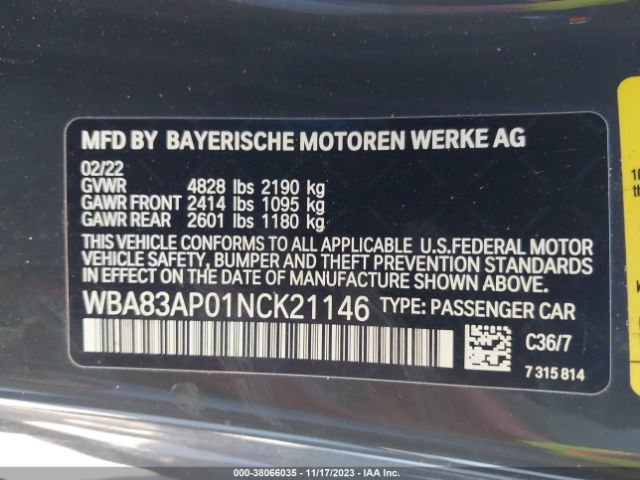 MFD BY BAYERISCHE MOTOREN WERKE AG
02/22
GVWR 4828 lbs 2190 kg
GAWR FRONT 2414 lbs 1095 kg
GAWR REAR 2601 lbs 1180 kg
THIS VEHICLE CONFORMS TO ALL APPLICABLE U.S.FEDERAL MOTOR
VEHICLE SAFETY, BUMPER AND THEFT PREVENTION STANDARDS
IN EFFECT ON THE DATE OF MANUFACTURE SHOWN ABOVE.
WBA83AP01NCK21146 TYPE: PASSENGER CAR
C36/7
7 315 814
000-38066035 - 11/17/2023 - IAA Inc.